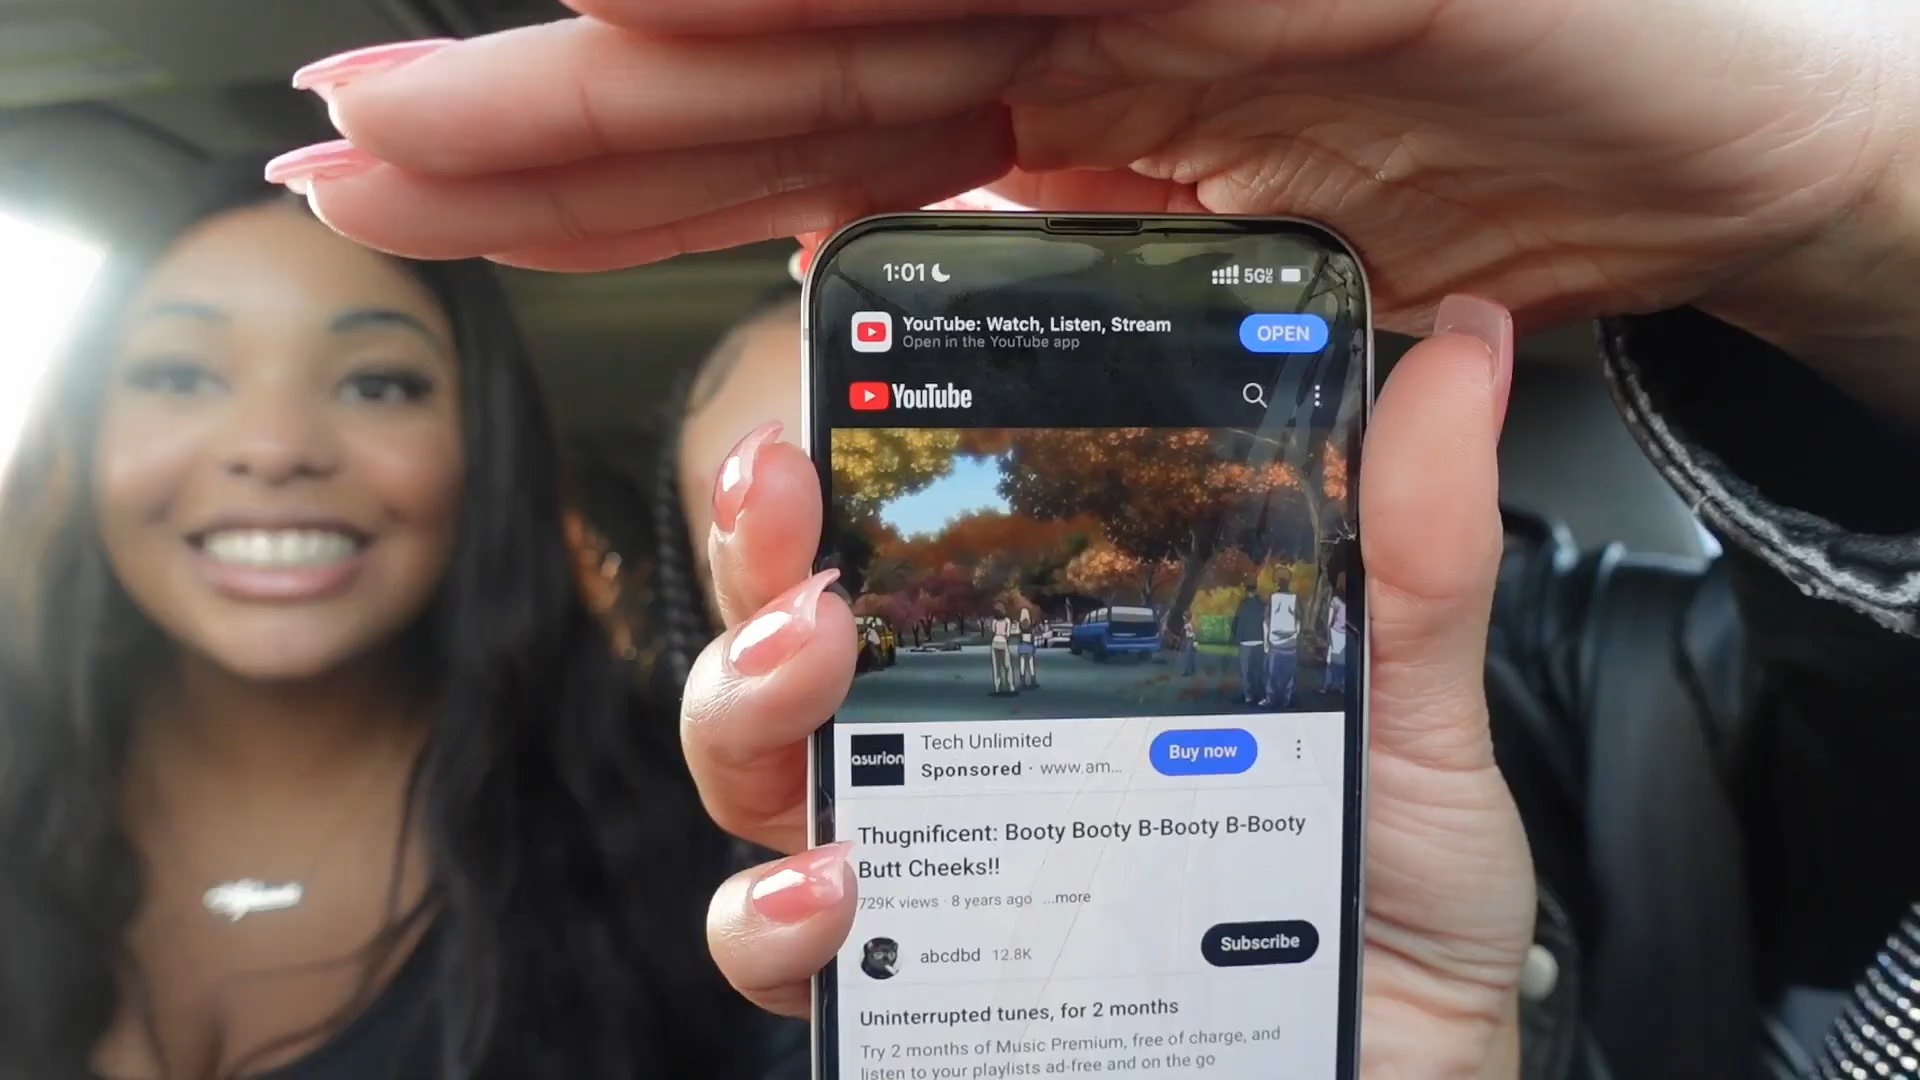 1:01
5G
YouTube: Watch, Listen, Stream
Open in the YouTube app
OPEN
YouTube
asurion
Tech Unlimited
Sponsored · www.am...
Buy now
Thugnificent: Booty Booty B-Booty B-Booty
Butt Cheeks!!
729K views · 8 years ago ...more
abcdbd 12.8K
Subscribe
Uninterrupted tunes, for 2 months
Try 2 months of Music Premium, free of charge, and
listen to your playlists ad-free and on the go